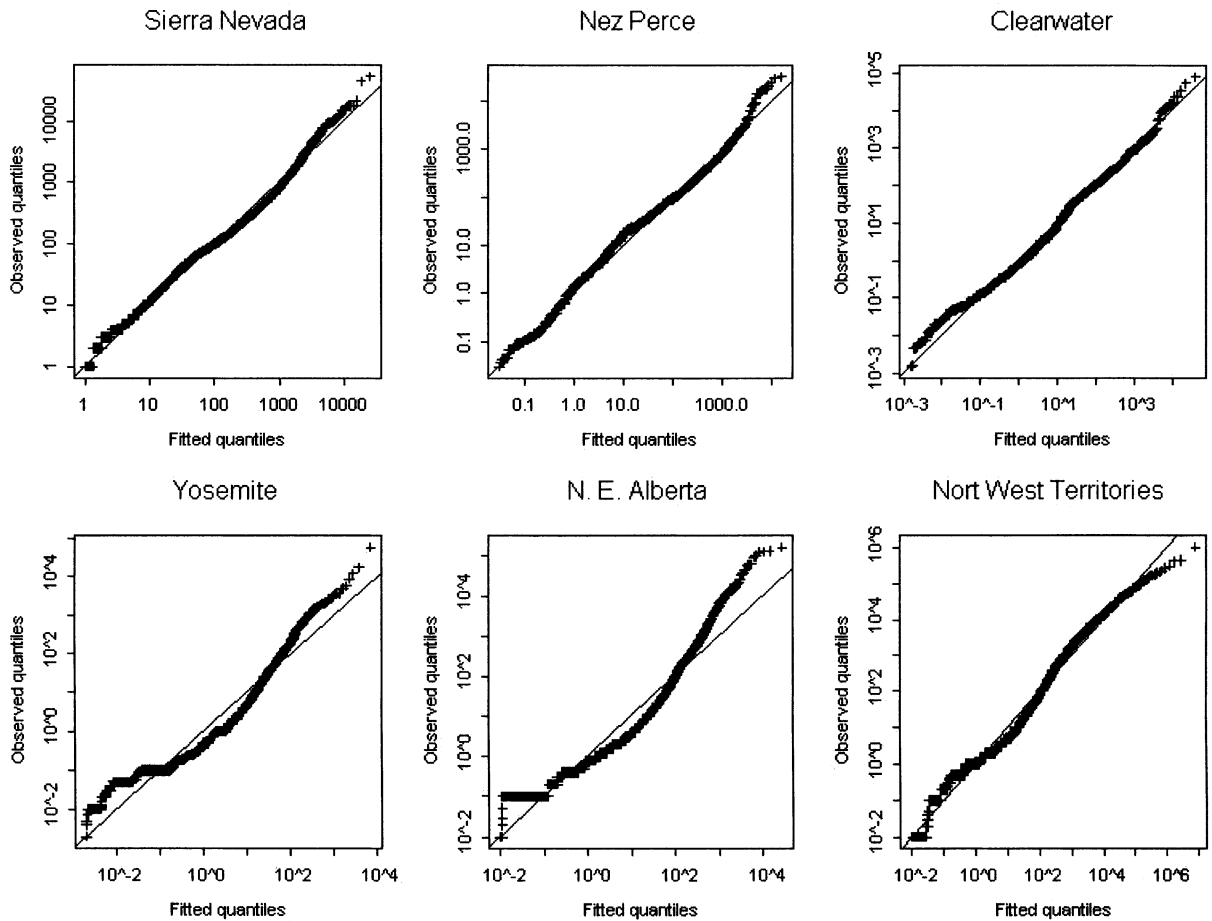 Sierra Nevada
Nez Perce
Clearwater
Observed quantiles
1 10 100 1000 10000
1 10 100 1000 10000
Fitted quantiles
Observed quantiles
0.1 1.0 10.0 1000.0
0.1 1.0 10.0 1000.0
Fitted quantiles
Observed quantiles
10^-3 10^-1 10^1 10^3 10^5
10^-3 10^-1 10^1 10^3
Fitted quantiles
Yosemite
N. E. Alberta
Nort West Territories
Observed quantiles
10^-2 10^0 10^2 10^4
10^-2 10^0 10^2 10^4
Fitted quantiles
Observed quantiles
10^-2 10^0 10^2 10^4
10^-2 10^0 10^2 10^4
Fitted quantiles
Observed quantiles
10^-2 10^0 10^2 10^4 10^6
10^-2 10^0 10^2 10^4 10^6
Fitted quantiles